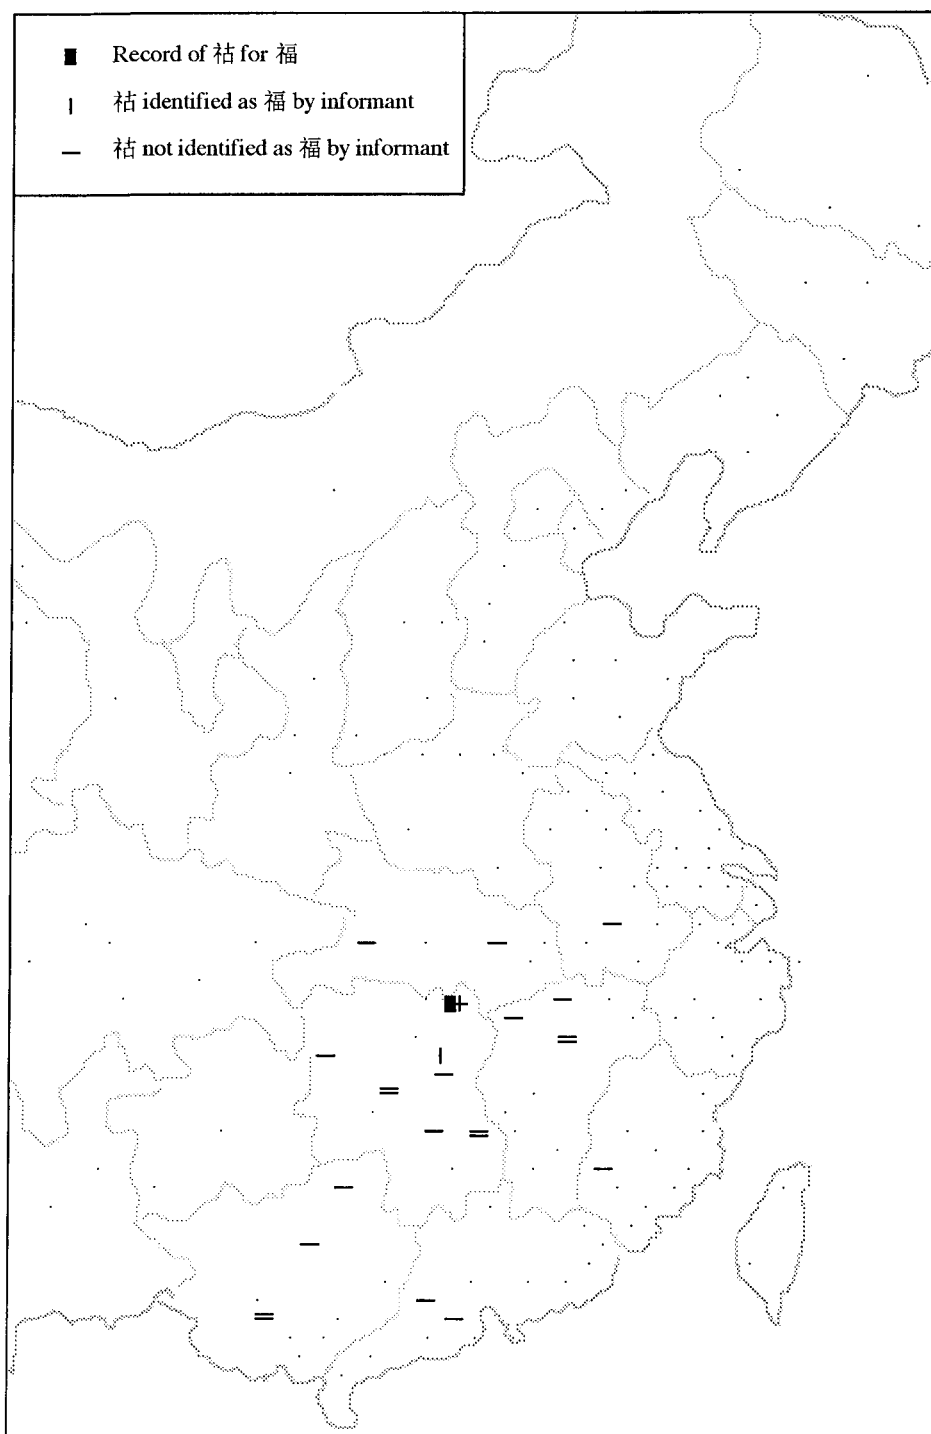 Record of 祜 for 福
祜 identified as 福 by informant
祜 not identified as 福 by informant